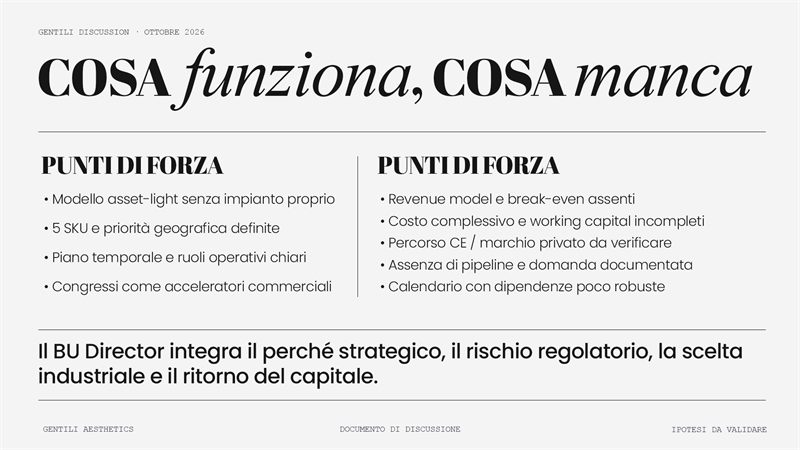 GENTILI DISCUSSION · OTTOBRE 2026
COSA funziona, COSA manca
PUNTI DI FORZA
• Modello asset-light senza impianto proprio
• 5 SKU e priorità geografica definite
• Piano temporale e ruoli operativi chiari
• Congressi come acceleratori commerciali
PUNTI DI FORZA
• Revenue model e break-even assenti
• Costo complessivo e working capital incompleti
• Percorso CE / marchio privato da verificare
• Assenza di pipeline e domanda documentata
• Calendario con dipendenze poco robuste
Il BU Director integra il perché strategico, il rischio regolatorio, la scelta
industriale e il ritorno del capitale.
GENTILI AESTHETICS
DOCUMENTO DI DISCUSSIONE
IPOTESI DA VALIDARE